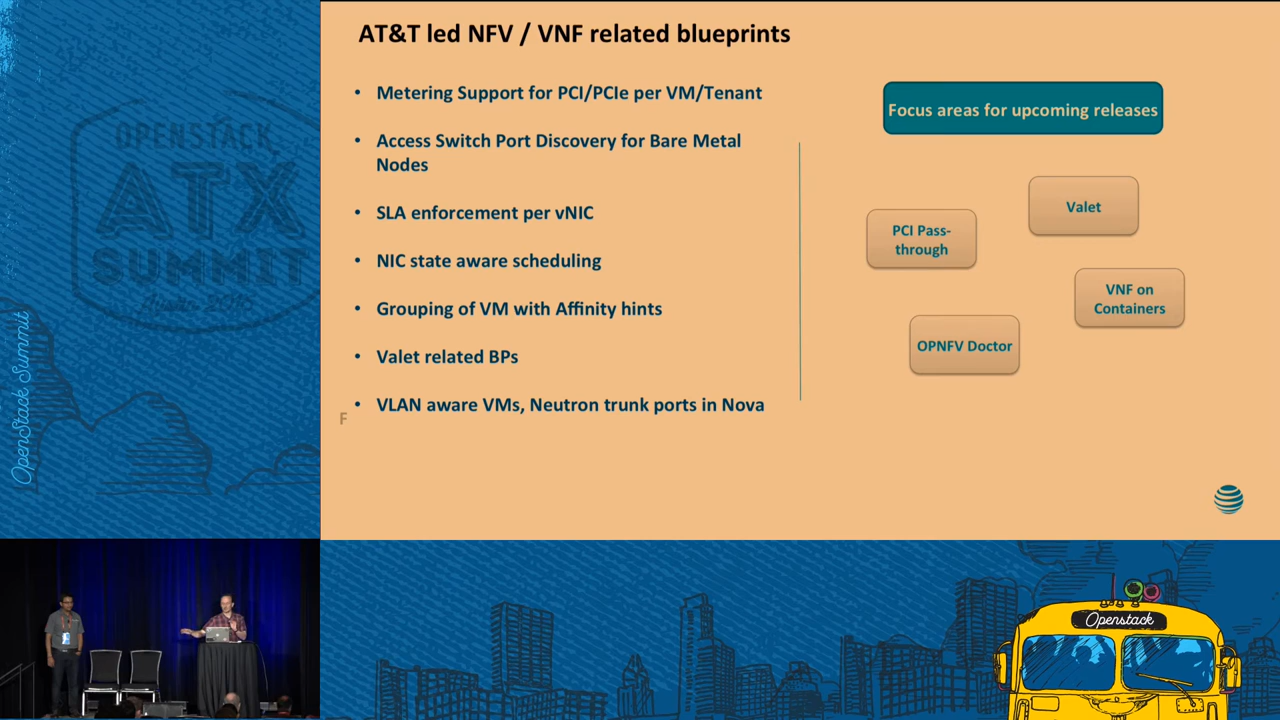 AT&T led NFV / VNF related blueprints
• Metering Support for PCI/PCIe per VM/Tenant
• Access Switch Port Discovery for Bare Metal
Nodes
• SLA enforcement per vNIC
• NIC state aware scheduling
• Grouping of VM with Affinity hints
• Valet related BPs
• VLAN aware VMs, Neutron trunk ports in Nova
F
Focus areas for upcoming releases
Valet
PCI Pass-
through
VNF on
Containers
OPNFV Doctor
OPENSTACK
ATX
SUMMIT
Austin 2016
OpenStack Summit
Openstack